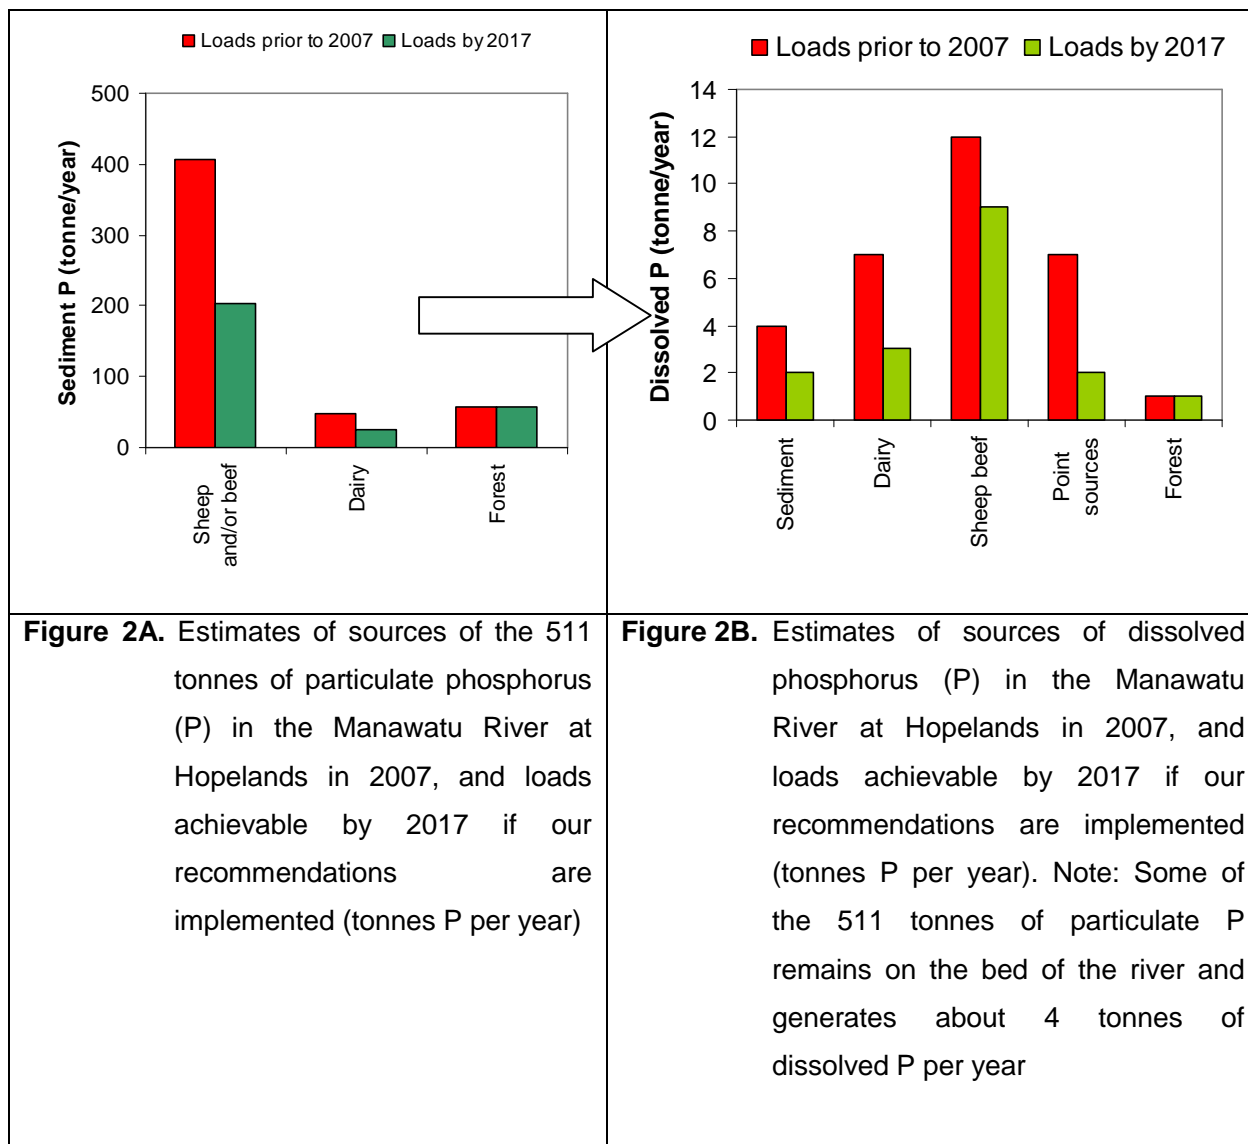 Loads prior to 2007 Loads by 2017
Sediment P (tonne/year)
500
400
300
200
100
0
Sheep
and/or beef
Dairy
Forest
Loads prior to 2007 Loads by 2017
Dissolved P (tonne/year)
14
12
10
8
6
4
2
0
Sediment
Dairy
Sheep beef
Point
sources
Forest
Figure 2A. Estimates of sources of the 511
tonnes of particulate phosphorus
(P) in the Manawatu River at
Hopelands in 2007, and loads
achievable by 2017 if our
recommendations are
implemented (tonnes P per year)
Figure 2B. Estimates of sources of dissolved
phosphorus (P) in the Manawatu
River at Hopelands in 2007, and
loads achievable by 2017 if our
recommendations are implemented
(tonnes P per year). Note: Some of
the 511 tonnes of particulate P
remains on the bed of the river and
generates about 4 tonnes of
dissolved P per year